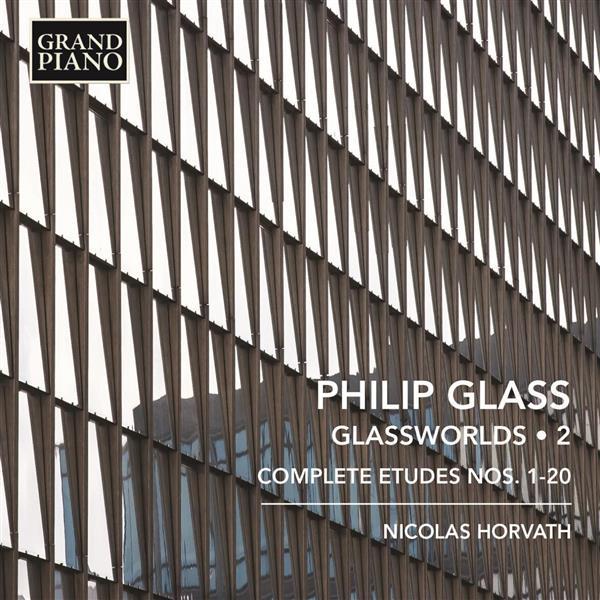 GRAND
PIANO
PHILIP GLASS
GLASSWORLDS • 2
COMPLETE ETUDES NOS. 1-20
NICOLAS HORVATH